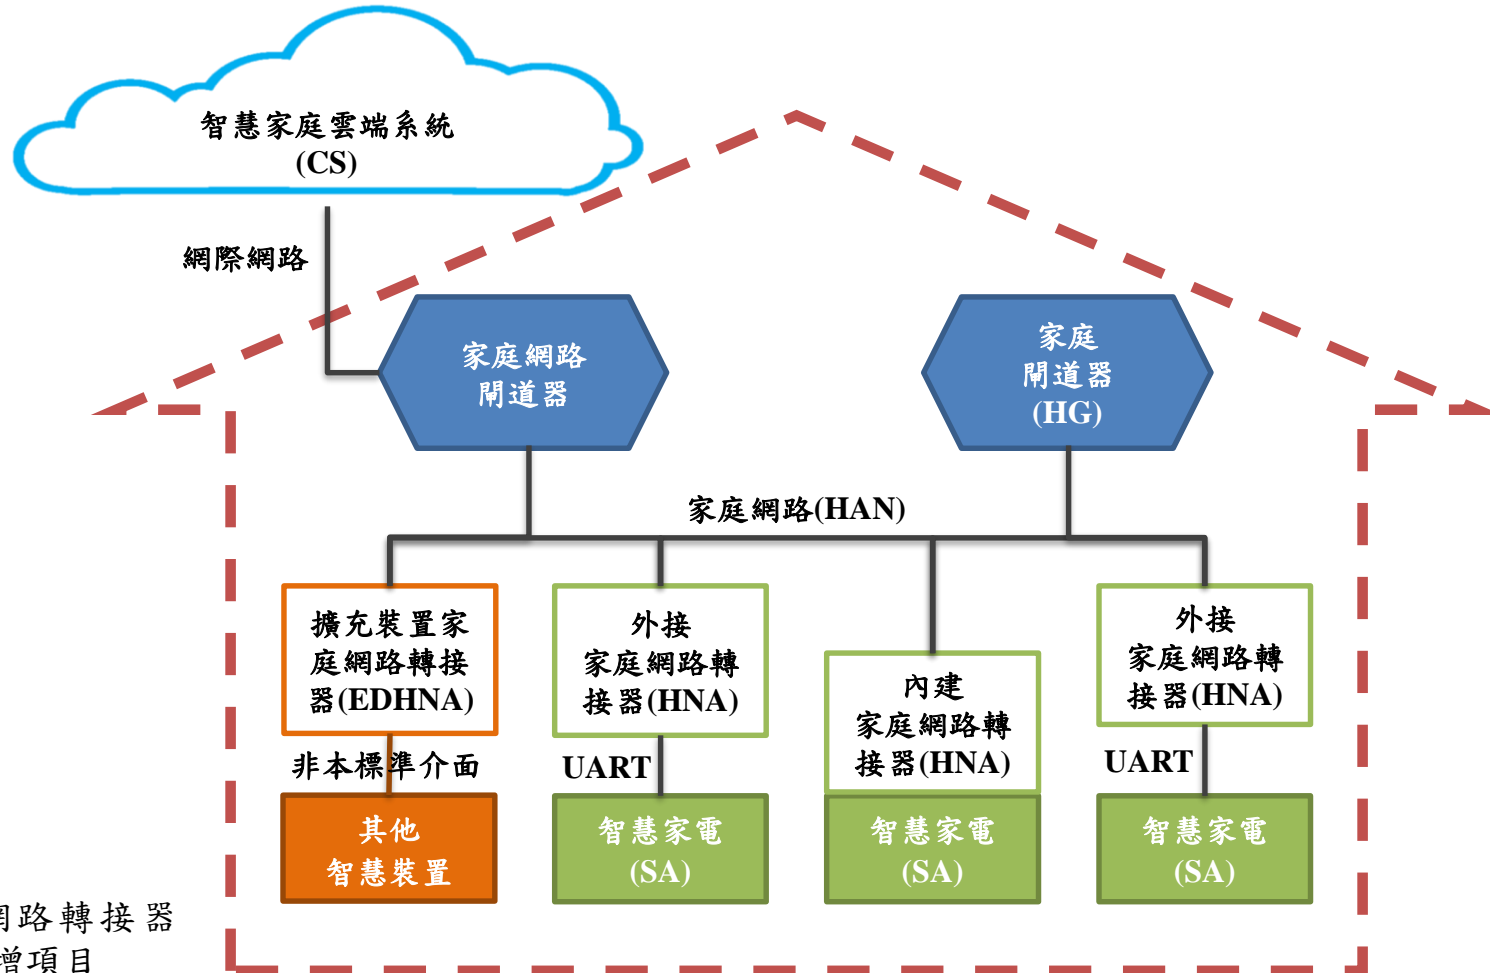 智慧家庭雲端系統
(CS)
網際網路
家庭網路
閘道器
家庭
閘道器
(HG)
家庭網路(HAN)
擴充裝置家
庭網路轉接
器(EDHNA)
外接
家庭網路轉
接器(HNA)
內建
家庭網路轉
接器(HNA)
外接
家庭網路轉
接器(HNA)
非本標準介面
UART
UART
其他
智慧裝置
智慧家電
(SA)
智慧家電
(SA)
智慧家電
(SA)
網路轉接器
增項目